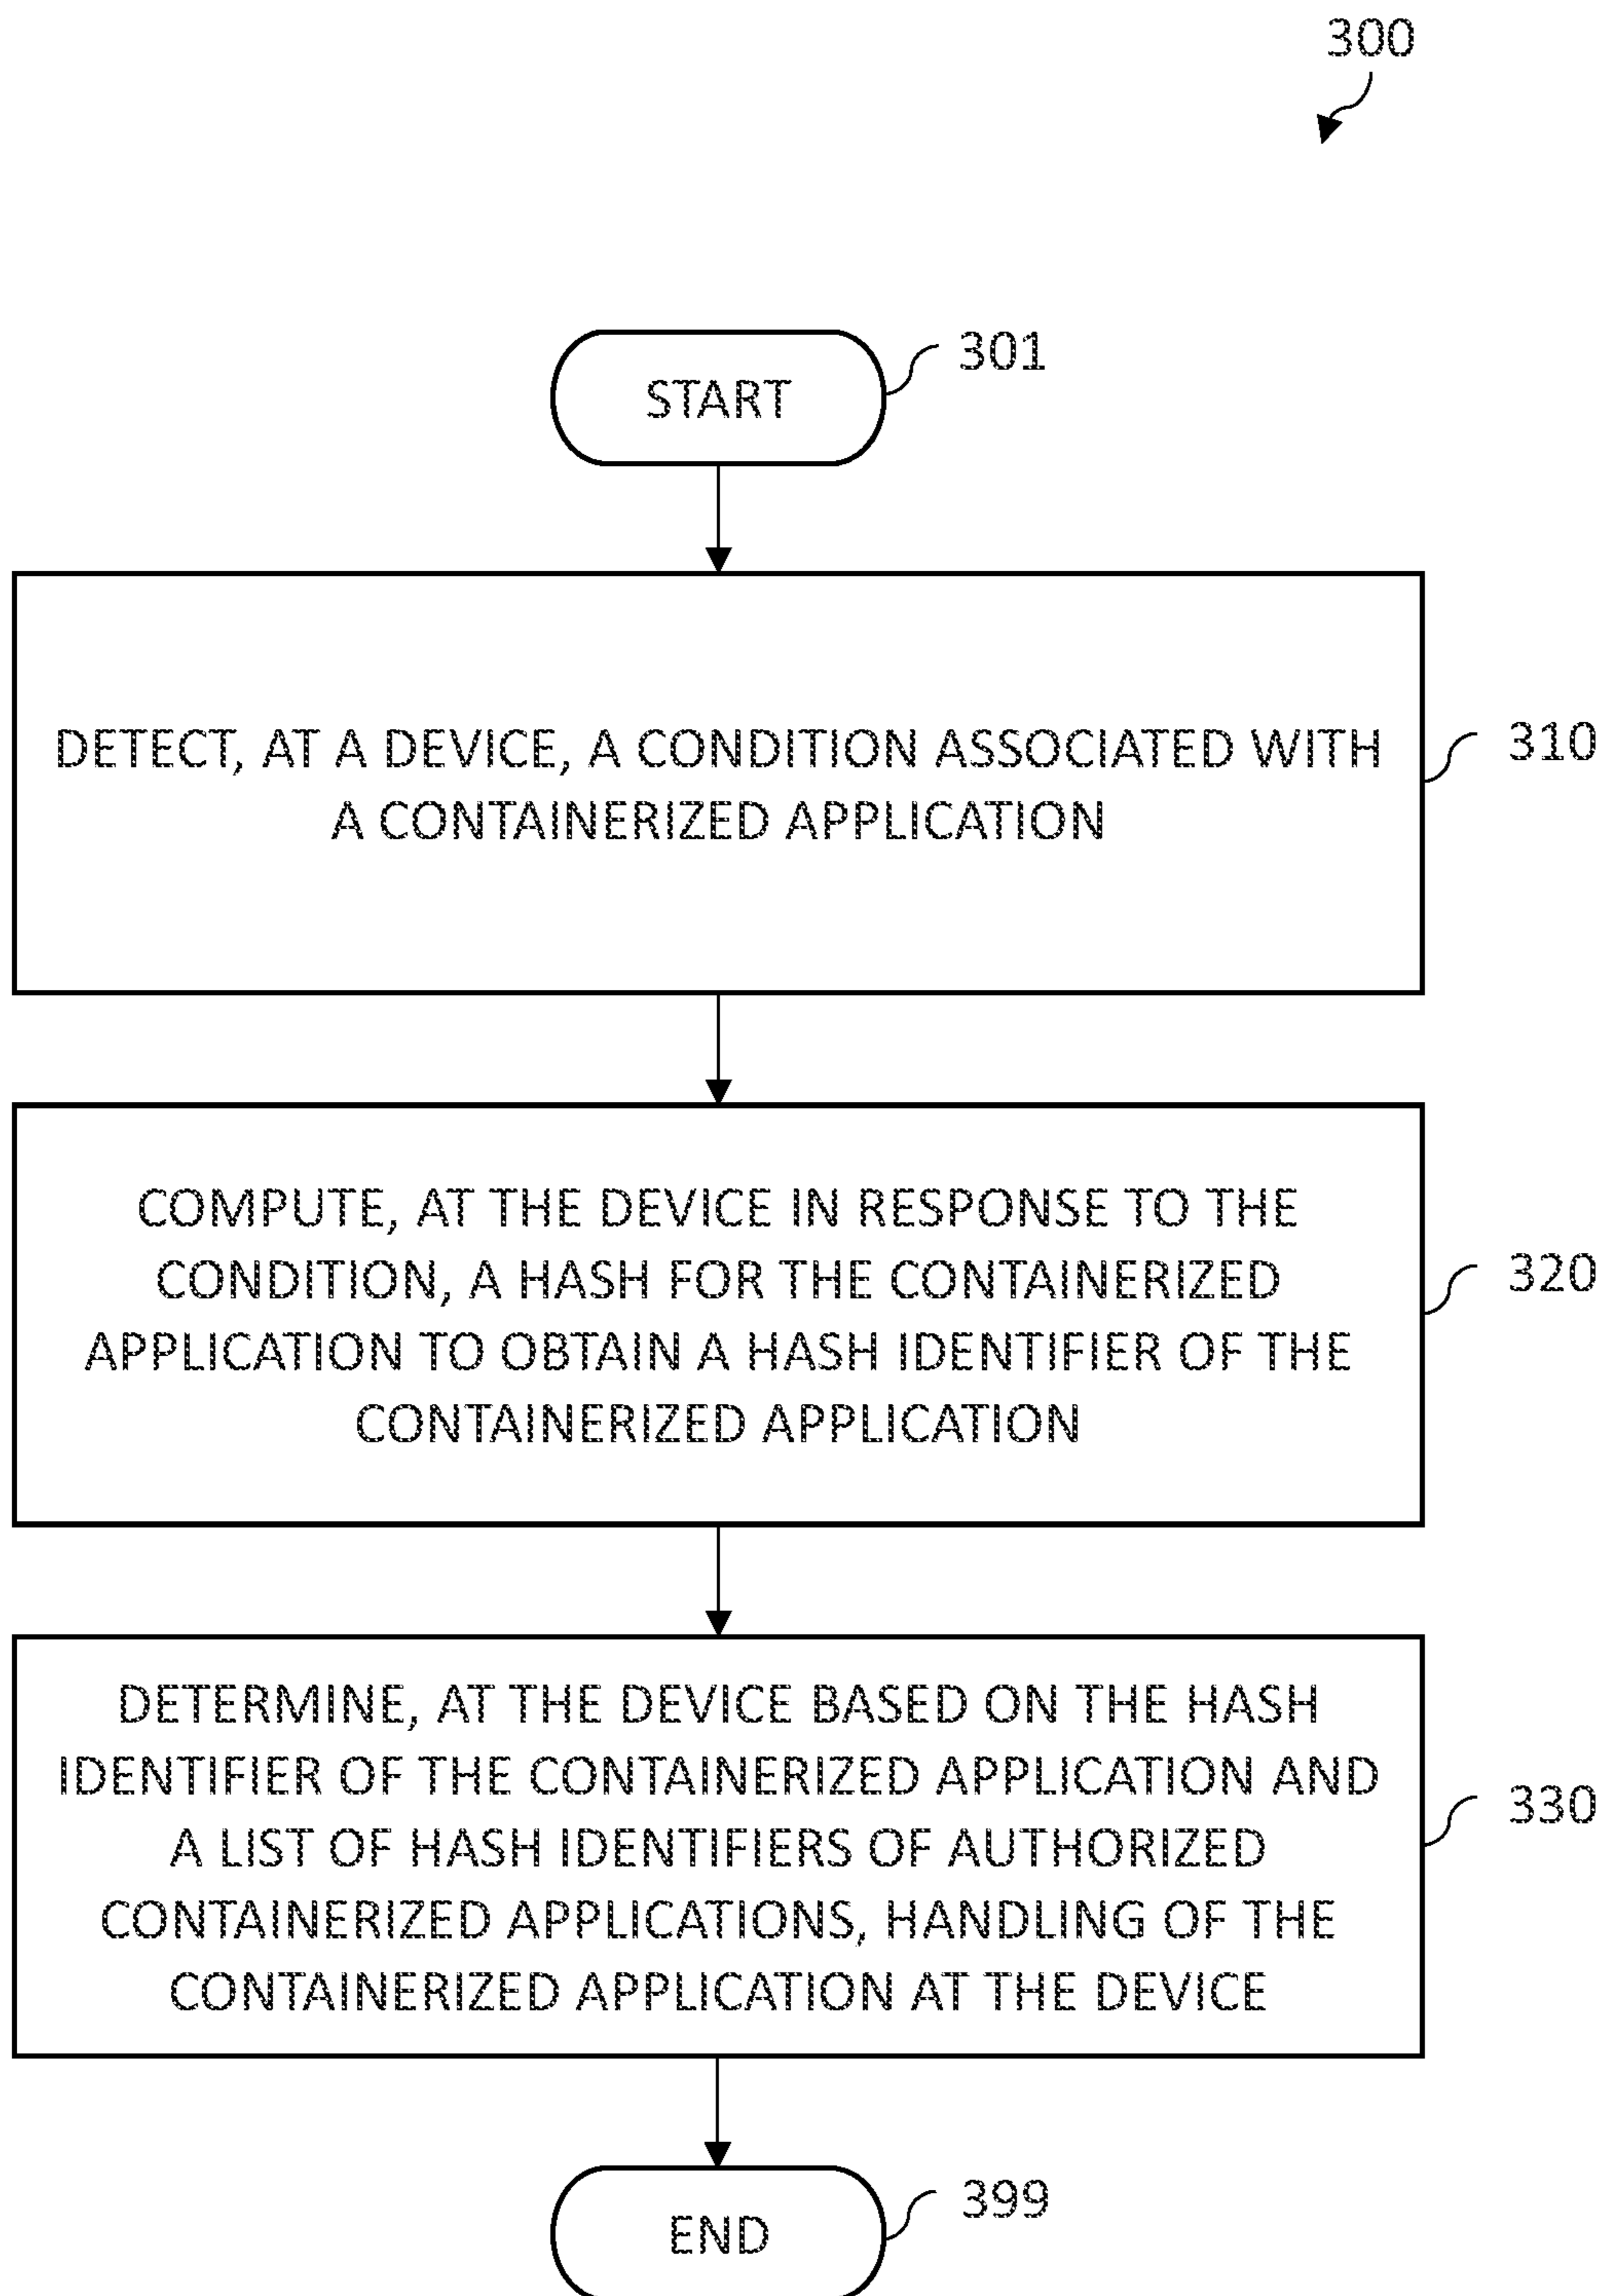 300
START
301
DETECT, AT A DEVICE, A CONDITION ASSOCIATED WITH
A CONTAINERIZED APPLICATION
310
COMPUTE, AT THE DEVICE IN RESPONSE TO THE
CONDITION, A HASH FOR THE CONTAINERIZED
APPLICATION TO OBTAIN A HASH IDENTIFIER OF THE
CONTAINERIZED APPLICATION
320
DETERMINE, AT THE DEVICE BASED ON THE HASH
IDENTIFIER OF THE CONTAINERIZED APPLICATION AND
A LIST OF HASH IDENTIFIERS OF AUTHORIZED
CONTAINERIZED APPLICATIONS, HANDLING OF THE
CONTAINERIZED APPLICATION AT THE DEVICE
330
END
399